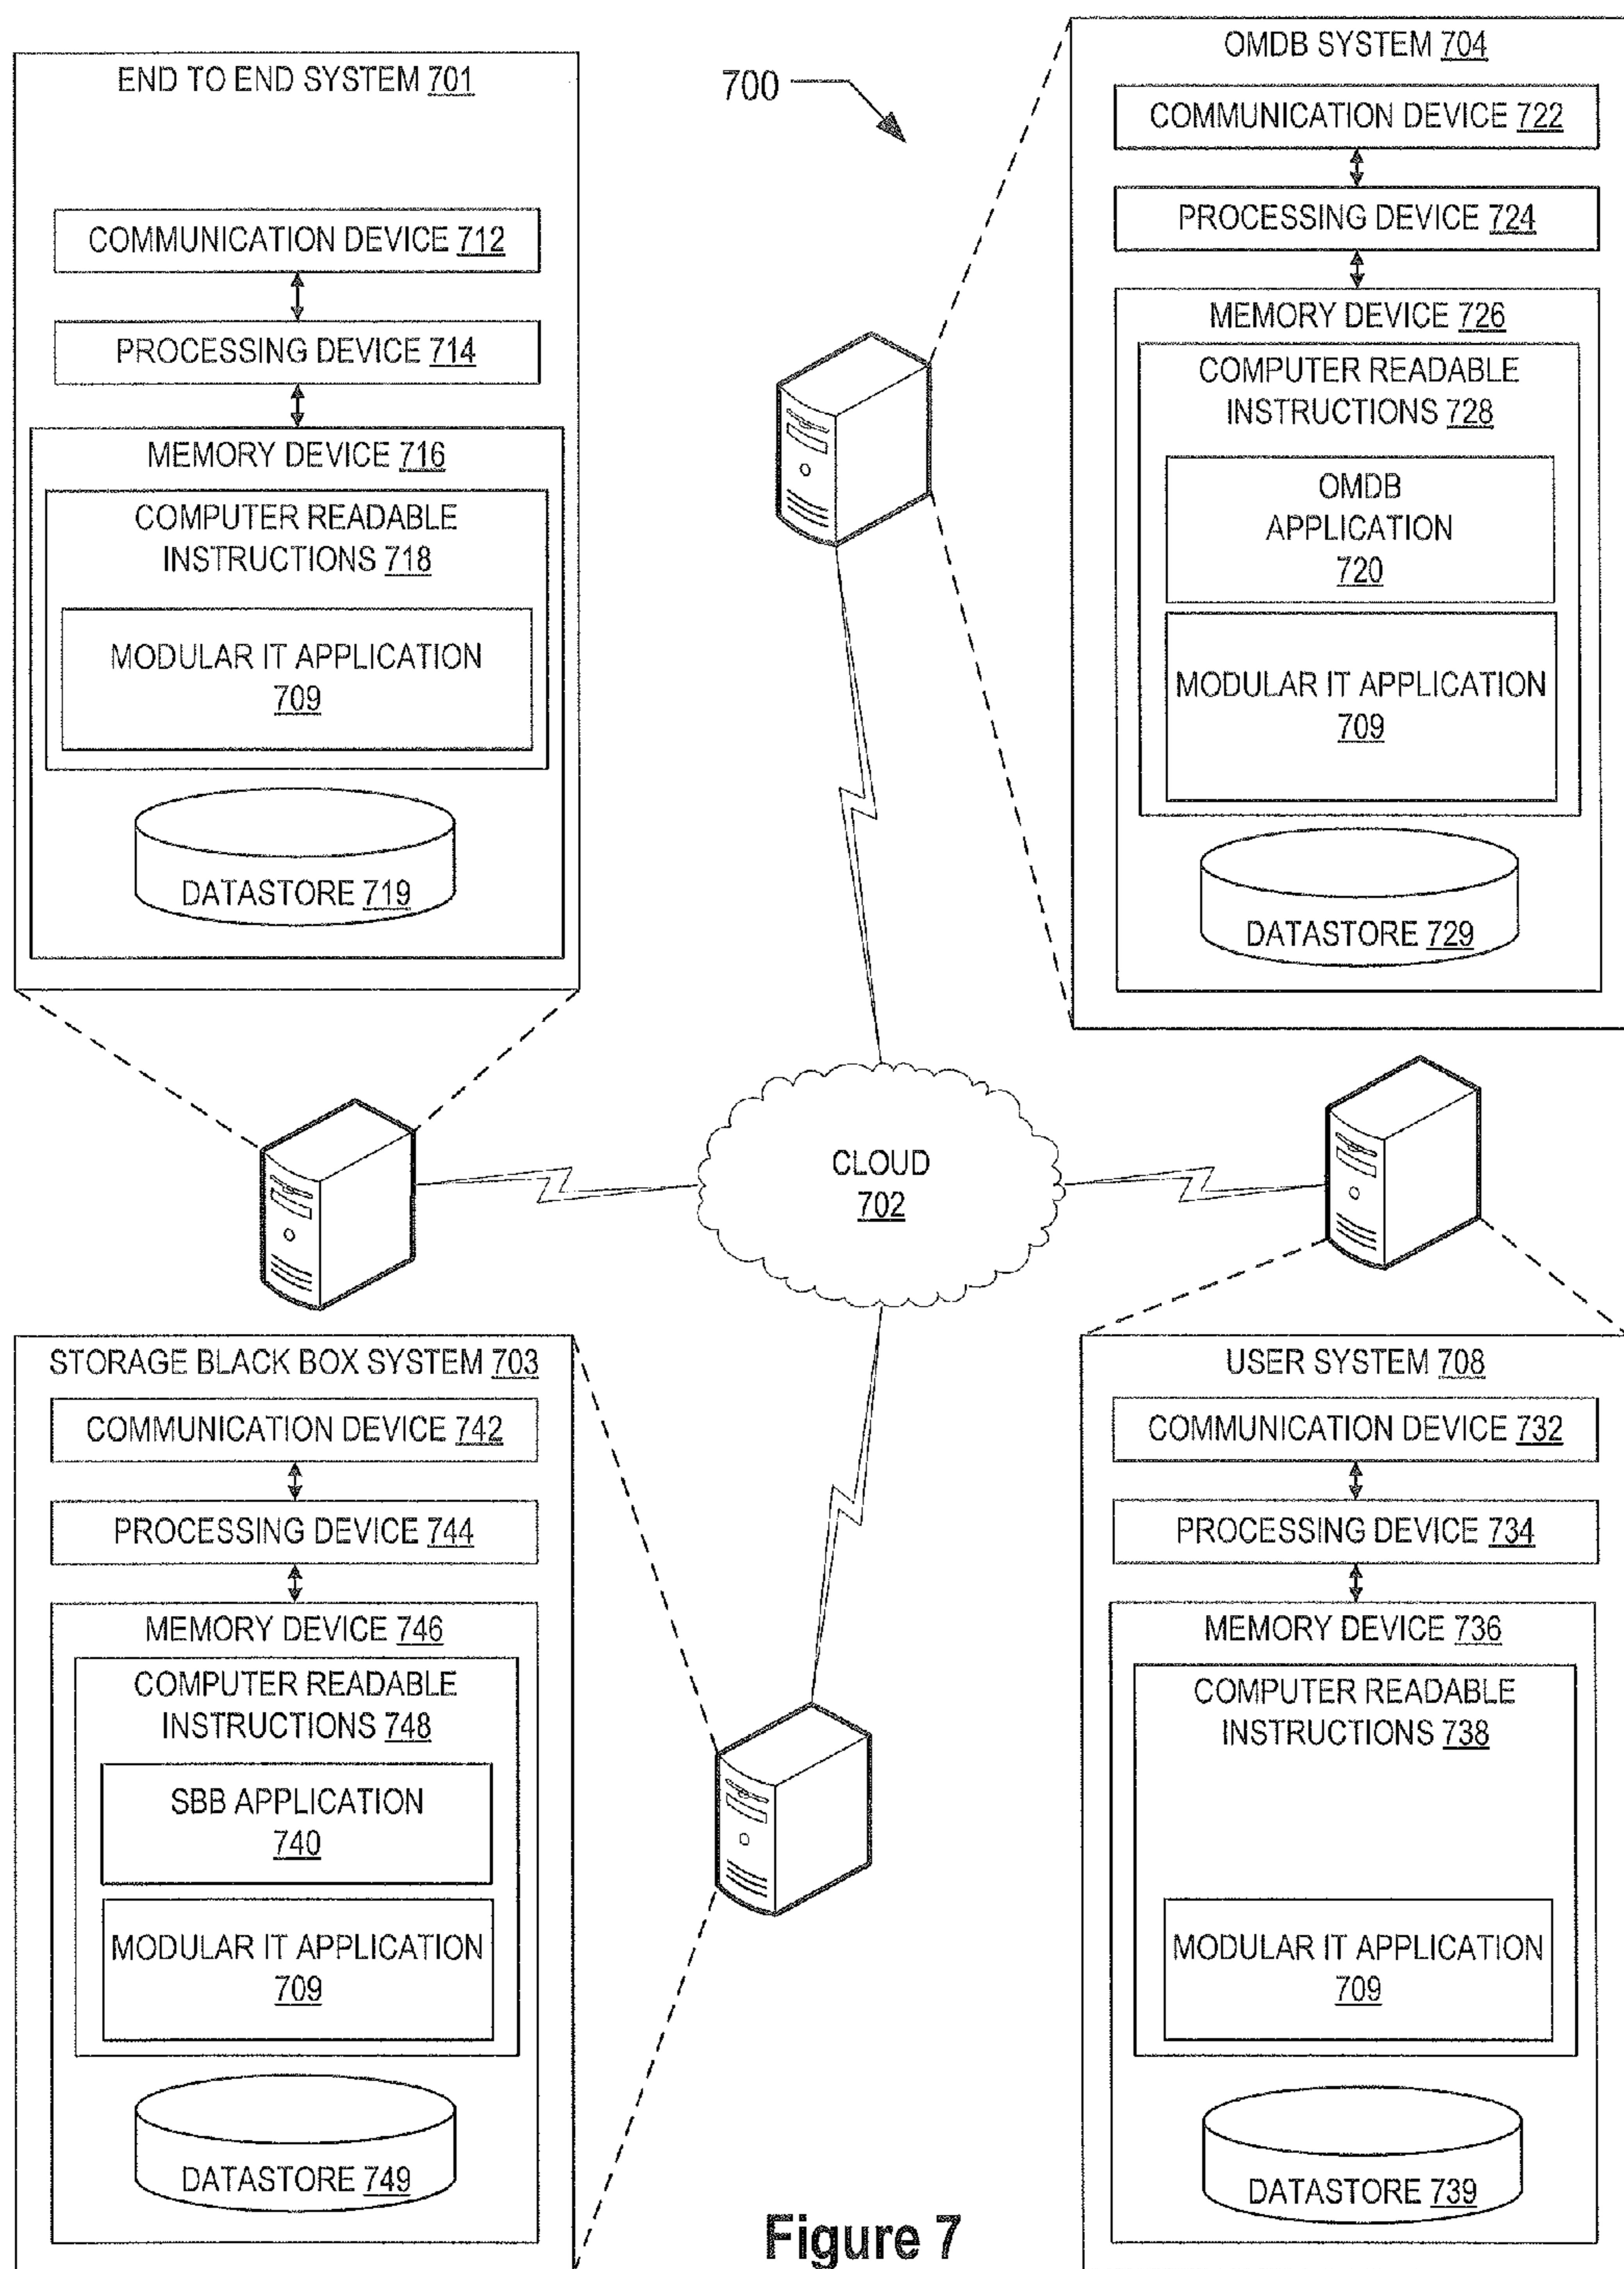 END TO END SYSTEM 701
COMMUNICATION DEVICE 712
PROCESSING DEVICE 714
MEMORY DEVICE 716
COMPUTER READABLE
INSTRUCTIONS 718
MODULAR IT APPLICATION
709
DATASTORE 719
700
OMDB SYSTEM 704
COMMUNICATION DEVICE 722
PROCESSING DEVICE 724
MEMORY DEVICE 726
COMPUTER READABLE
INSTRUCTIONS 728
OMDB
APPLICATION
720
MODULAR IT APPLICATION
709
DATASTORE 729
CLOUD
702
STORAGE BLACK BOX SYSTEM 703
COMMUNICATION DEVICE 742
PROCESSING DEVICE 744
MEMORY DEVICE 746
COMPUTER READABLE
INSTRUCTIONS 748
SBB APPLICATION
740
MODULAR IT APPLICATION
709
DATASTORE 749
USER SYSTEM 708
COMMUNICATION DEVICE 732
PROCESSING DEVICE 734
MEMORY DEVICE 736
COMPUTER READABLE
INSTRUCTIONS 738
MODULAR IT APPLICATION
709
DATASTORE 739
Figure 7